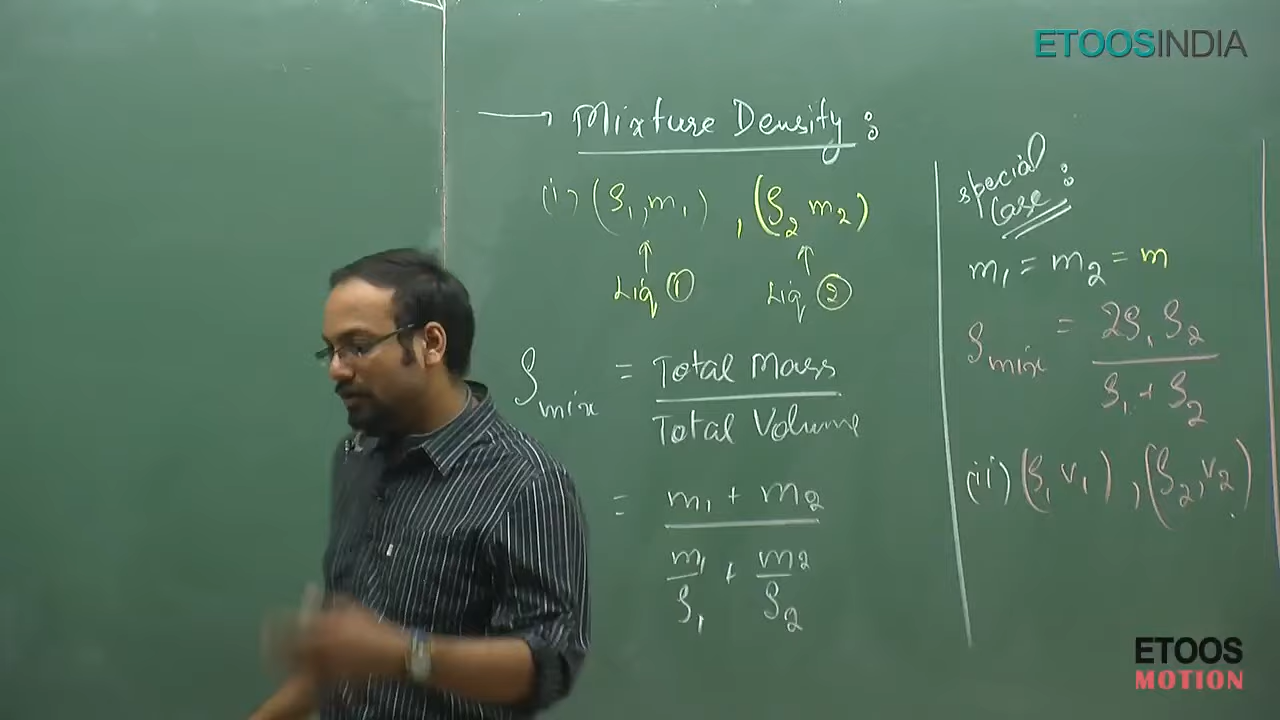 ETOOSINDIA
→ Mixture Density :
(i) (ρ₁, m₁) , (ρ₂ m₂)
↑ ↑
Liq ① Liq ②
ρmix = Total Mass / Total Volume
= m₁ + m₂ / m₁/ρ₁ + m₂/ρ₂
special
Case :
m₁ = m₂ = m
ρmix = 2ρ₁ρ₂ / ρ₁ + ρ₂
(ii) (ρ₁ v₁) , (ρ₂, v₂)
ETOOS
MOTION